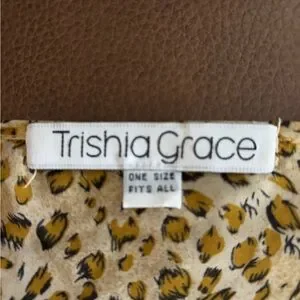 Trishia Grace
ONE SIZE
FITS ALL